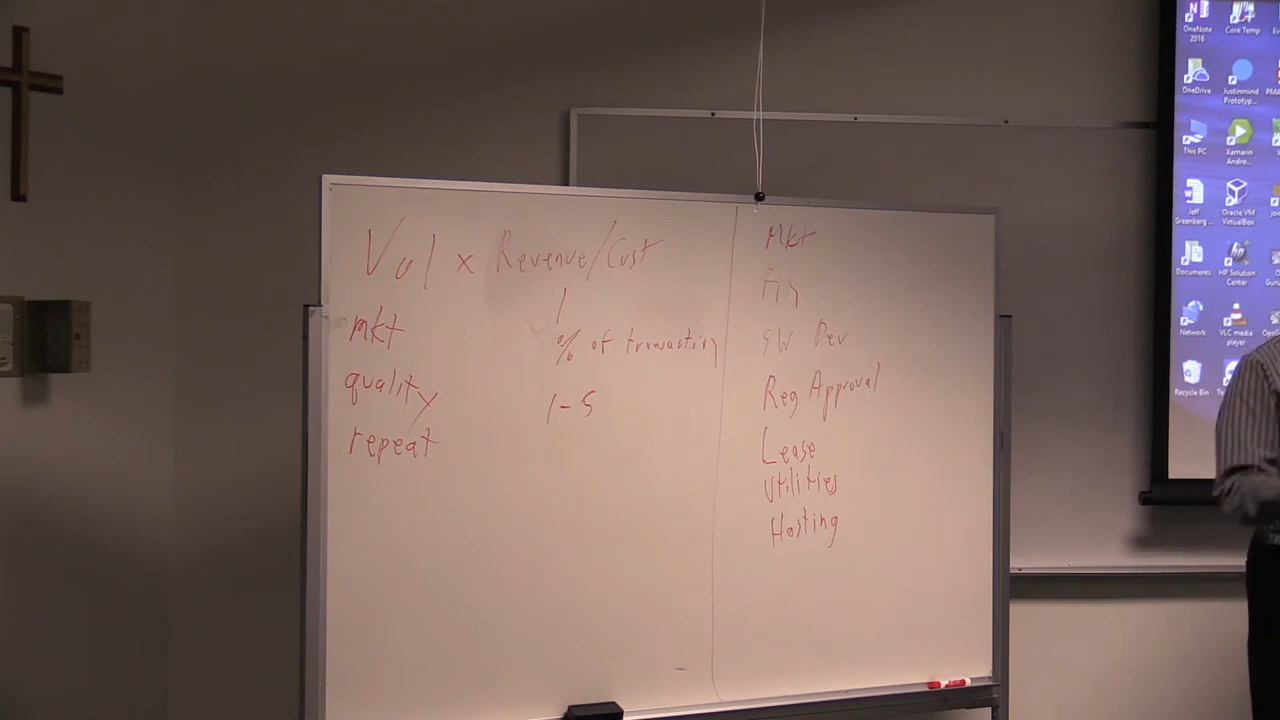 Vol x Revenue/Cust
mkt
quality
repeat
% of transaction
1-5
Mkt
SW Dev
Reg Approval
Lease
Utilities
Hosting
OneNote
2016
Core Temp
OneDrive
Justinmind
Prototyp...
This PC
Xamarin
Andro...
Jeff
Greenberg ...
Oracle VM
VirtualBox
Documents
HP Solution
Center
Network
VLC media
player
Recycle Bin